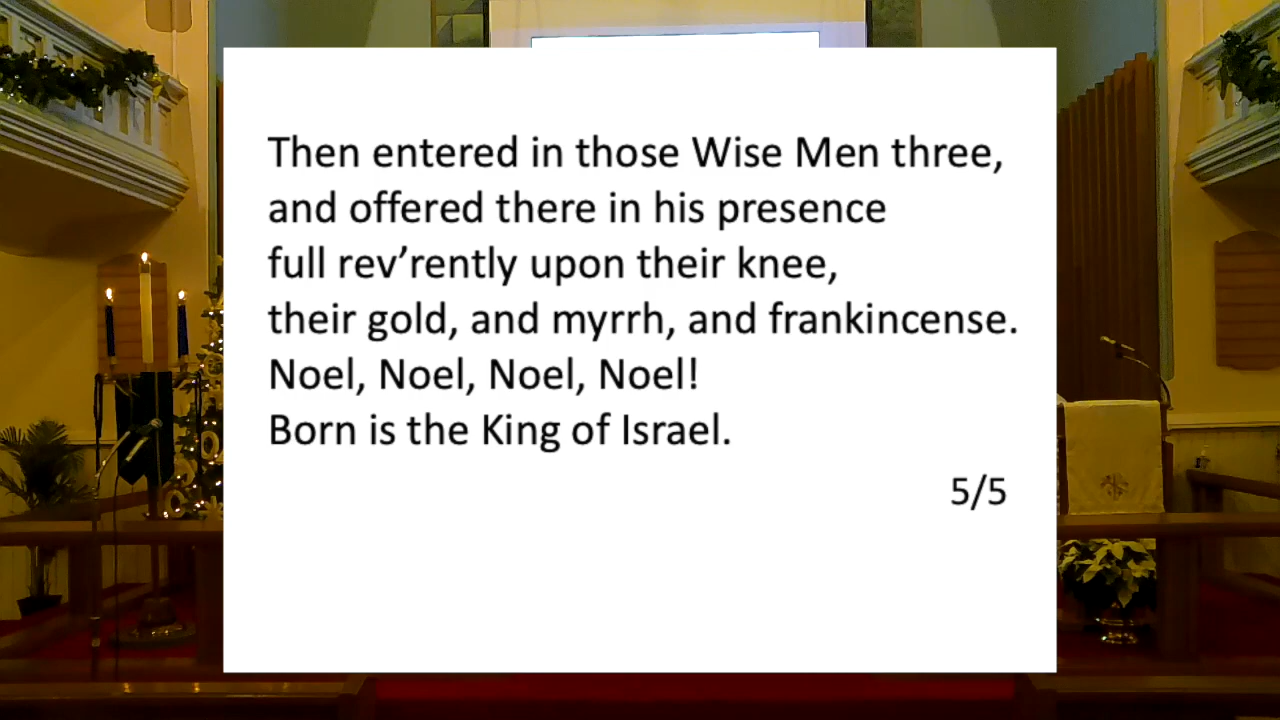 Then entered in those Wise Men three,
and offered there in his presence
full rev’rently upon their knee,
their gold, and myrrh, and frankincense.
Noel, Noel, Noel, Noel!
Born is the King of Israel.
5/5